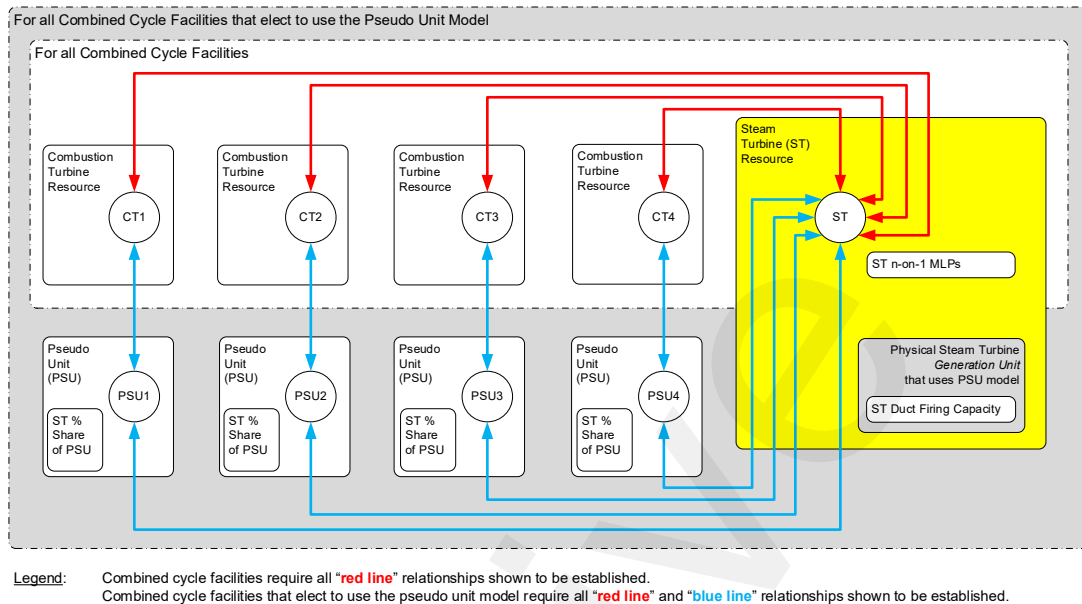 For all Combined Cycle Facilities that elect to use the Pseudo Unit Model
For all Combined Cycle Facilities
Combustion
Turbine
Resource
CT1
Combustion
Turbine
Resource
CT2
Combustion
Turbine
Resource
CT3
Combustion
Turbine
Resource
CT4
Steam
Turbine (ST)
Resource
ST
ST n-on-1 MLPs
Pseudo
Unit
(PSU)
PSU1
ST %
Share
of PSU
Pseudo
Unit
(PSU)
PSU2
ST %
Share
of PSU
Pseudo
Unit
(PSU)
PSU3
ST %
Share
of PSU
Pseudo
Unit
(PSU)
PSU4
ST %
Share
of PSU
Physical Steam Turbine
Generation Unit
that uses PSU model
ST Duct Firing Capacity
Legend: Combined cycle facilities require all “red line” relationships shown to be established.
Combined cycle facilities that elect to use the pseudo unit model require all “red line” and “blue line” relationships shown to be established.